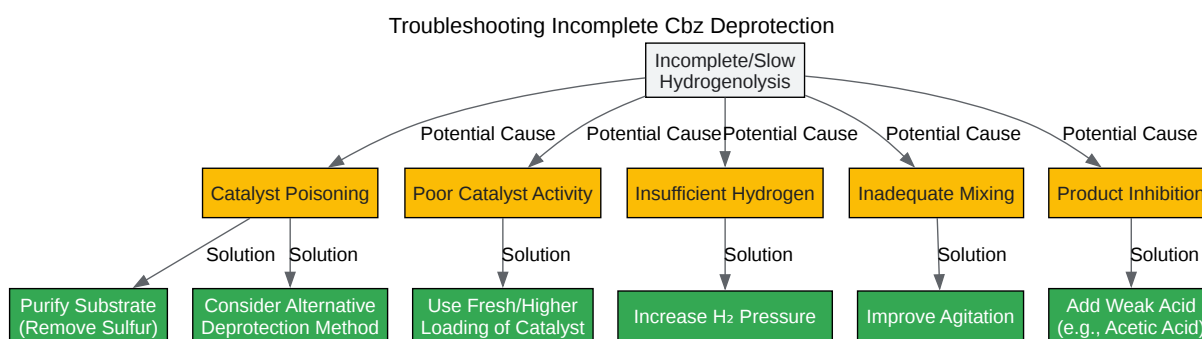 Troubleshooting Incomplete Cbz Deprotection
Incomplete/Slow
Hydrogenolysis
Potential Cause
Potential Cause
Potential Cause
Potential Cause
Potential Cause
Catalyst Poisoning
Poor Catalyst Activity
Insufficient Hydrogen
Inadequate Mixing
Product Inhibition
Solution
Solution
Solution
Solution
Solution
Solution
Purify Substrate
(Remove Sulfur)
Consider Alternative
Deprotection Method
Use Fresh/Higher
Loading of Catalyst
Increase H₂ Pressure
Improve Agitation
Add Weak Acid
(e.g., Acetic Acid)